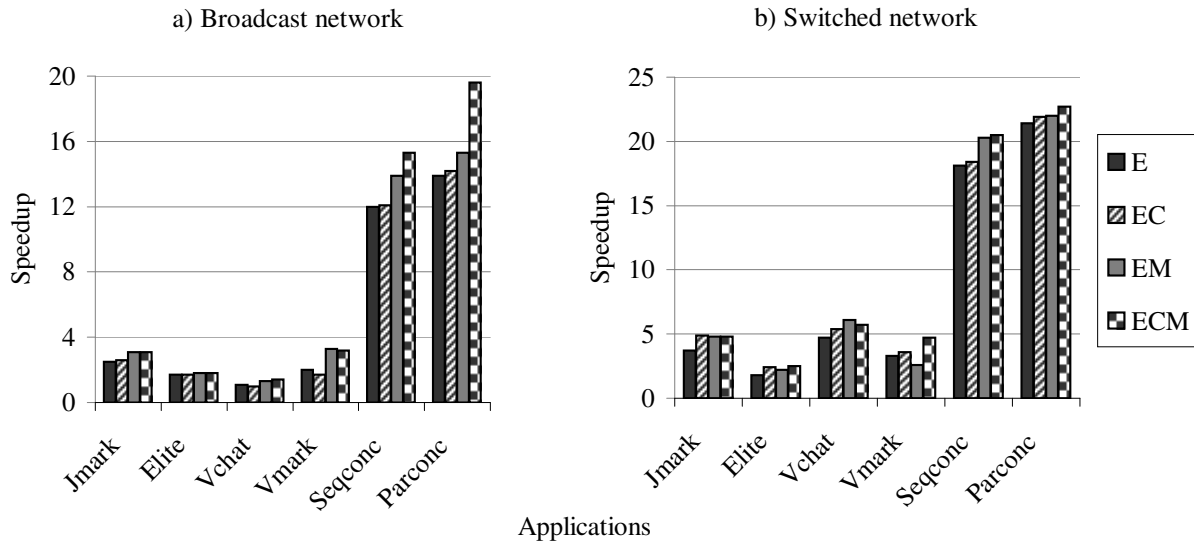 a) Broadcast network
20
16
12
8
4
0
Speedup
Jmark
Elite
Vchat
Vmark
Seqconc
Parconc
b) Switched network
25
20
15
10
5
0
Speedup
Jmark
Elite
Vchat
Vmark
Seqconc
Parconc
E
EC
EM
ECM
Applications